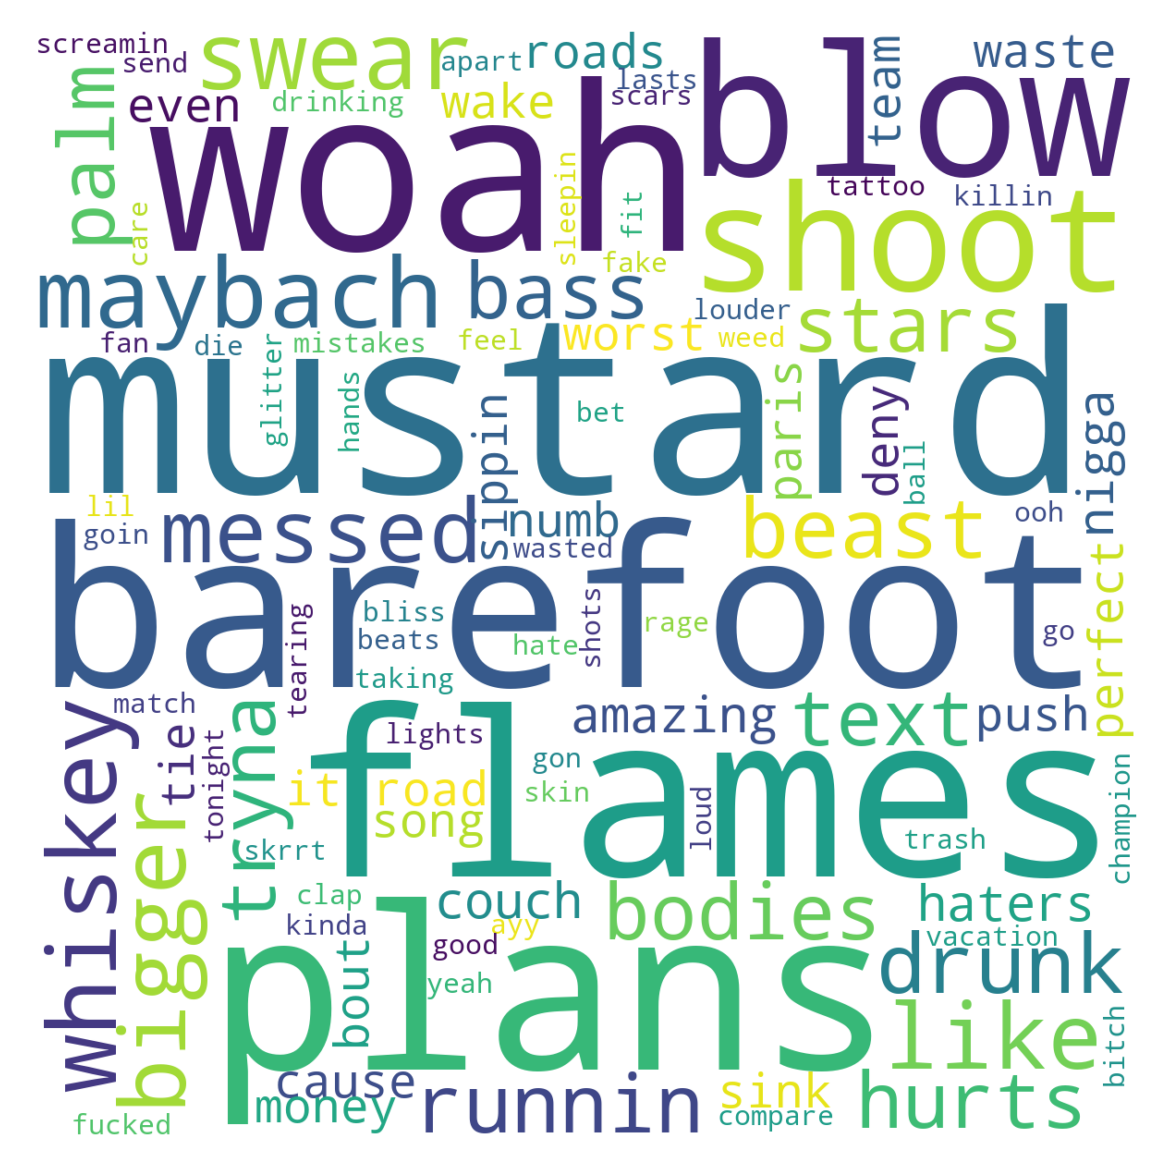 screamin
send
swear
apart
roads
lasts
scars
blow
team
waste
palm
even
drinking
wake
woah
tattoo
killin
shoot
care
sleepin
fit
fake
maybach
bass
louder
worst
weed
stars
fan
die
glitter
mistakes
feel
mustard
hands
bet
paris
deny
ball
nigga
lil
goin
messed
sippin
numb
wasted
beast
ooh
barefoot
tearing
bliss
beats
taking
hate
shots
rage
go
perfect
match
whiskey
tie
tonight
tryna
flames
lights
amazing
text
push
bigger
it
road
song
gon
skin
loud
trash
champion
skrrt
clap
kinda
couch
ayy
good
bodies
haters
vacation
drunk
bout
yeah
plans
like
bitch
cause
money
runnin
sink
compare
hurts
fucked